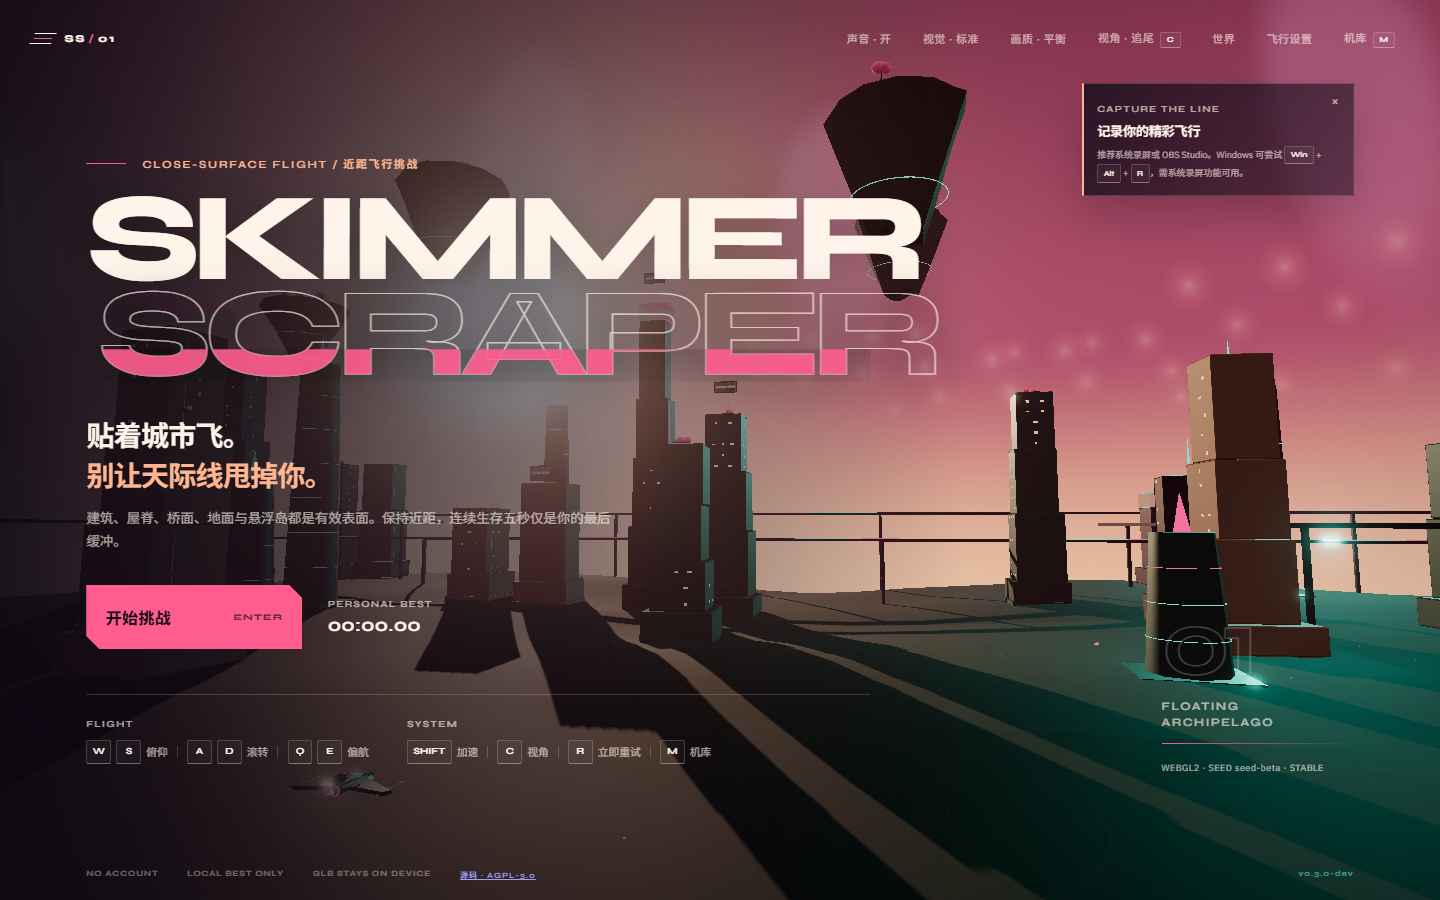 SS / 01
声音 · 开 视觉 · 标准 画质 · 平衡 视角 · 追尾 C 世界 飞行设置 机库 M
CAPTURE THE LINE ×
记录你的精彩飞行
推荐系统录屏或 OBS Studio。Windows 可尝试 Win +
Alt + R ，需系统录屏功能可用。
CLOSE-SURFACE FLIGHT / 近距飞行挑战
SKIMMER
SCRAPER
贴着城市飞。
别让天际线甩掉你。
建筑、屋脊、桥面、地面与悬浮岛都是有效表面。保持近距，连续生存五秒仅是你的最后
缓冲。
开始挑战 ENTER
PERSONAL BEST
00:00.00
01
FLOATING
ARCHIPELAGO
WEBGL2 · SEED seed-beta · STABLE
FLIGHT
W S 俯仰 A D 滚转 Q E 偏航
SYSTEM
SHIFT 加速 C 视角 R 立即重试 M 机库
NO ACCOUNT LOCAL BEST ONLY GLB STAYS ON DEVICE 源码 · AGPL-3.0 v0.3.0-dev